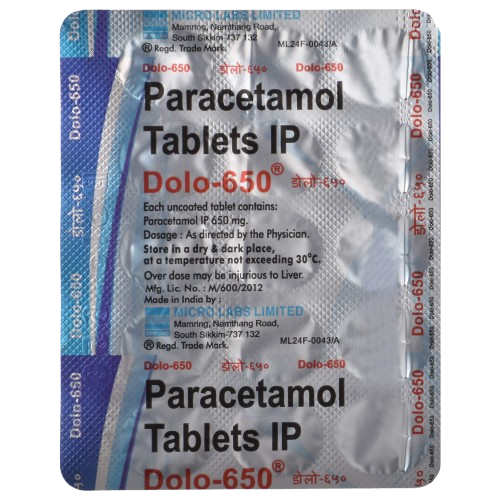 MICRO LABS LIMITED
Mamring, Namthang Road,
South Sikkim-737 132
® Regd. Trade Mark. ML24F-0043/A
Dolo-650 डोलो-६५० Dolo-650
Paracetamol
Tablets IP
Dolo-650® डोलो-६५०
Each uncoated tablet contains:
Paracetamol IP 650 mg.
Dosage : As directed by the Physician.
Store in a dry & dark place,
at a temperature not exceeding 30°C.
Over dose may be injurious to Liver.
Mfg. Lic. No. : M/600/2012
Made in India by :
MICRO LABS LIMITED
Mamring, Namthang Road,
South Sikkim-737 132
® Regd. Trade Mark. ML24F-0043/A
Dolo-650 डोलो-६५० Dolo-650
Paracetamol
Tablets IP
Dolo-650® डोलो-६५०
Dolo-650
डोलो-६५०
Dolo-650
डोलो-६५०
Dolo-650